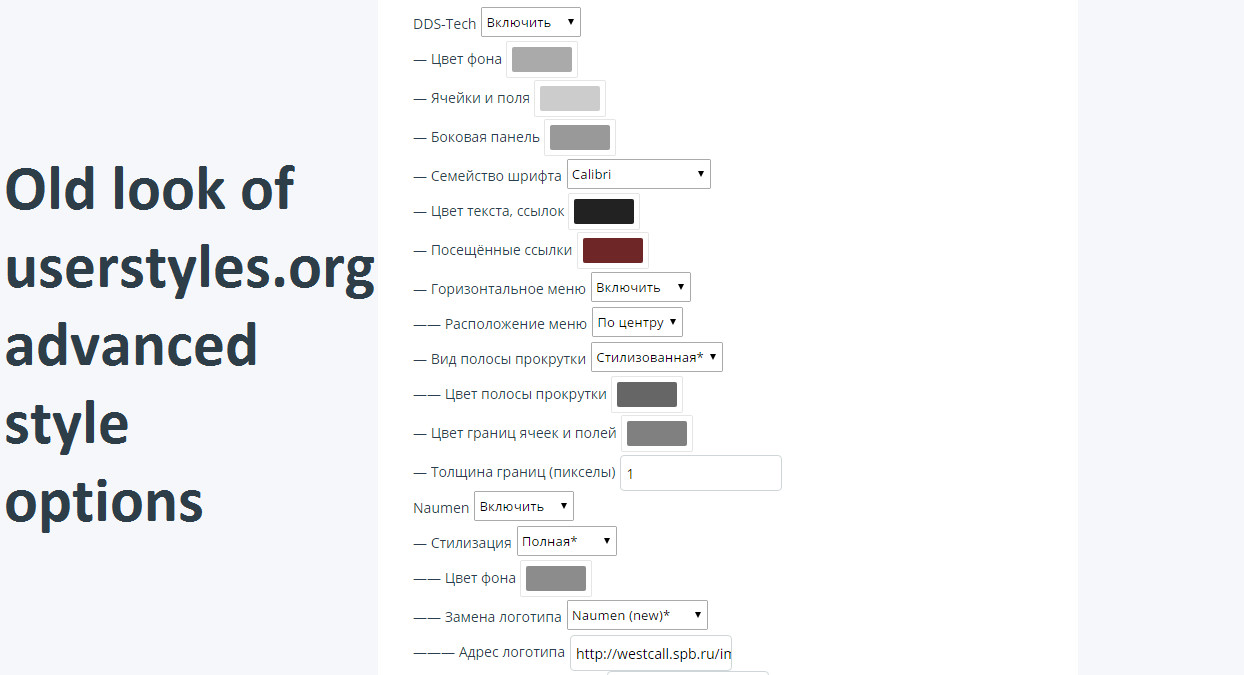 Old look of
userstyles.org
advanced
style
options
DDS-Tech Включить
— Цвет фона
— Ячейки и поля
— Боковая панель
— Семейство шрифта Calibri
— Цвет текста, ссылок
— Посещённые ссылки
— Горизонтальное меню Включить
—— Расположение меню По центру
— Вид полосы прокрутки Стилизованная*
—— Цвет полосы прокрутки
— Цвет границ ячеек и полей
— Толщина границ (пикселы) 1
Naumen Включить
— Стилизация Полная*
—— Цвет фона
—— Замена логотипа Naumen (new)*
——— Адрес логотипа http://westcall.spb.ru/in